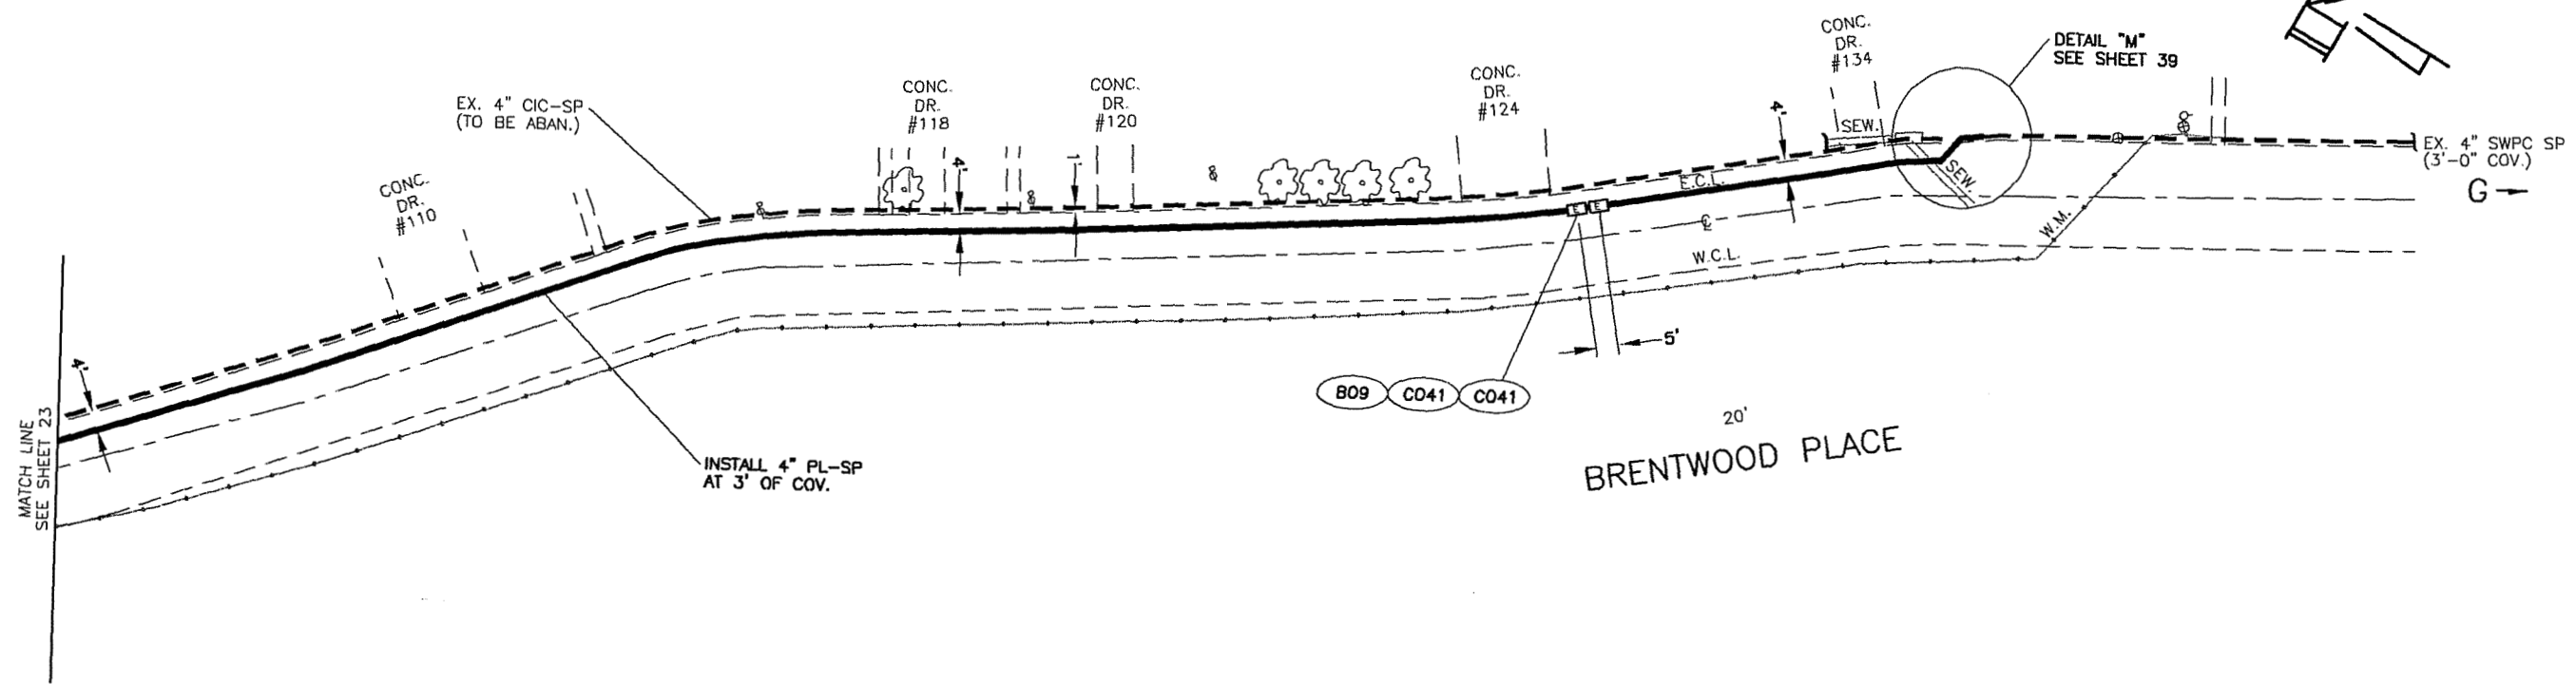 CONC.
DR.
#134
DETAIL "M"
SEE SHEET 39
CONC.
DR.
#124
CONC.
DR.
#118
CONC.
DR.
#120
EX. 4" CIC-SP
(TO BE ABAN.)
4'
SEW.
EX. 4" SWPC SP
(3'-0" COV.)
G
4'
1'
CONC.
DR.
#110
E.C.L.
SEW.
E
E
℄
W.M.
W.C.L.
5'
4'
B09
C041
C041
20'
BRENTWOOD PLACE
MATCH LINE
SEE SHEET 23
INSTALL 4" PL-SP
AT 3' OF COV.